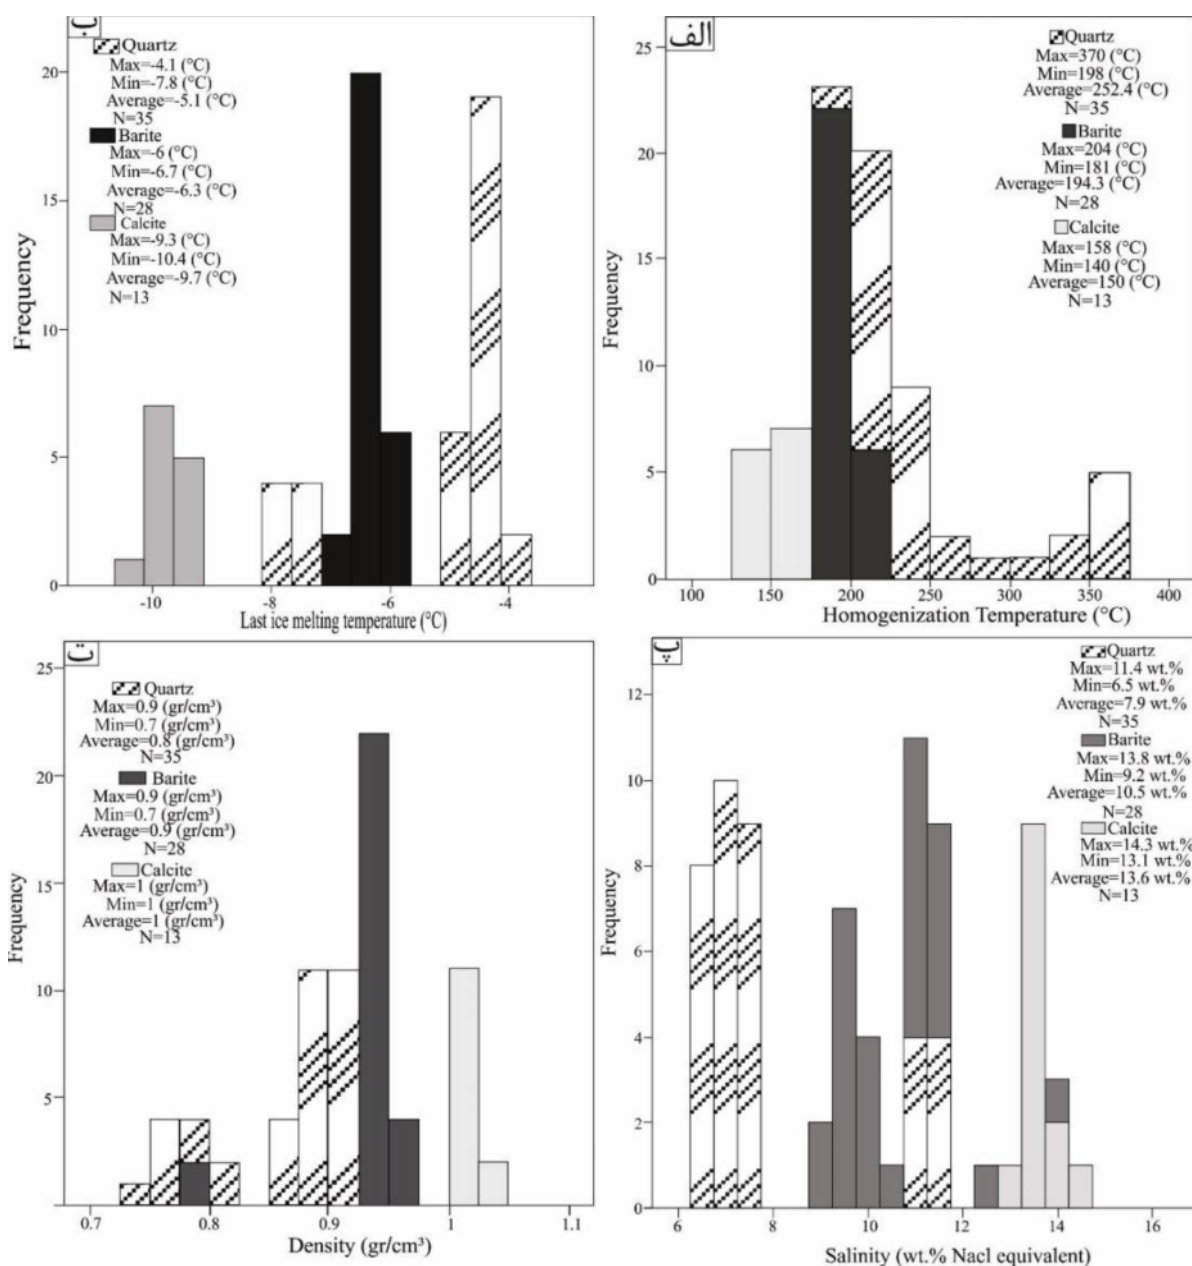 ب
Quartz
Max=-4.1 (°C)
Min=-7.8 (°C)
Average=-5.1 (°C)
N=35
Barite
Max=-6 (°C)
Min=-6.7 (°C)
Average=-6.3 (°C)
N=28
Calcite
Max=-9.3 (°C)
Min=-10.4 (°C)
Average=-9.7 (°C)
N=13
Frequency
20
15
10
5
0
-10
-8
-6
-4
Last ice melting temperature (°C)
الف
Quartz
Max=370 (°C)
Min=198 (°C)
Average=252.4 (°C)
N=35
Barite
Max=204 (°C)
Min=181 (°C)
Average=194.3 (°C)
N=28
Calcite
Max=158 (°C)
Min=140 (°C)
Average=150 (°C)
N=13
Frequency
25
20
15
10
5
0
100
150
200
250
300
350
400
Homogenization Temperature (°C)
ت
Quartz
Max=0.9 (gr/cm³)
Min=0.7 (gr/cm³)
Average=0.8 (gr/cm³)
N=35
Barite
Max=0.9 (gr/cm³)
Min=0.7 (gr/cm³)
Average=0.9 (gr/cm³)
N=28
Calcite
Max=1 (gr/cm³)
Min=1 (gr/cm³)
Average=1 (gr/cm³)
N=13
Frequency
25
20
15
10
5
0.7
0.8
0.9
1
1.1
Density (gr/cm³)
پ
Quartz
Max=11.4 wt.%
Min=6.5 wt.%
Average=7.9 wt.%
N=35
Barite
Max=13.8 wt.%
Min=9.2 wt.%
Average=10.5 wt.%
N=28
Calcite
Max=14.3 wt.%
Min=13.1 wt.%
Average=13.6 wt.%
N=13
Frequency
12
10
8
6
4
2
0
6
8
10
12
14
16
Salinity (wt.% Nacl equivalent)